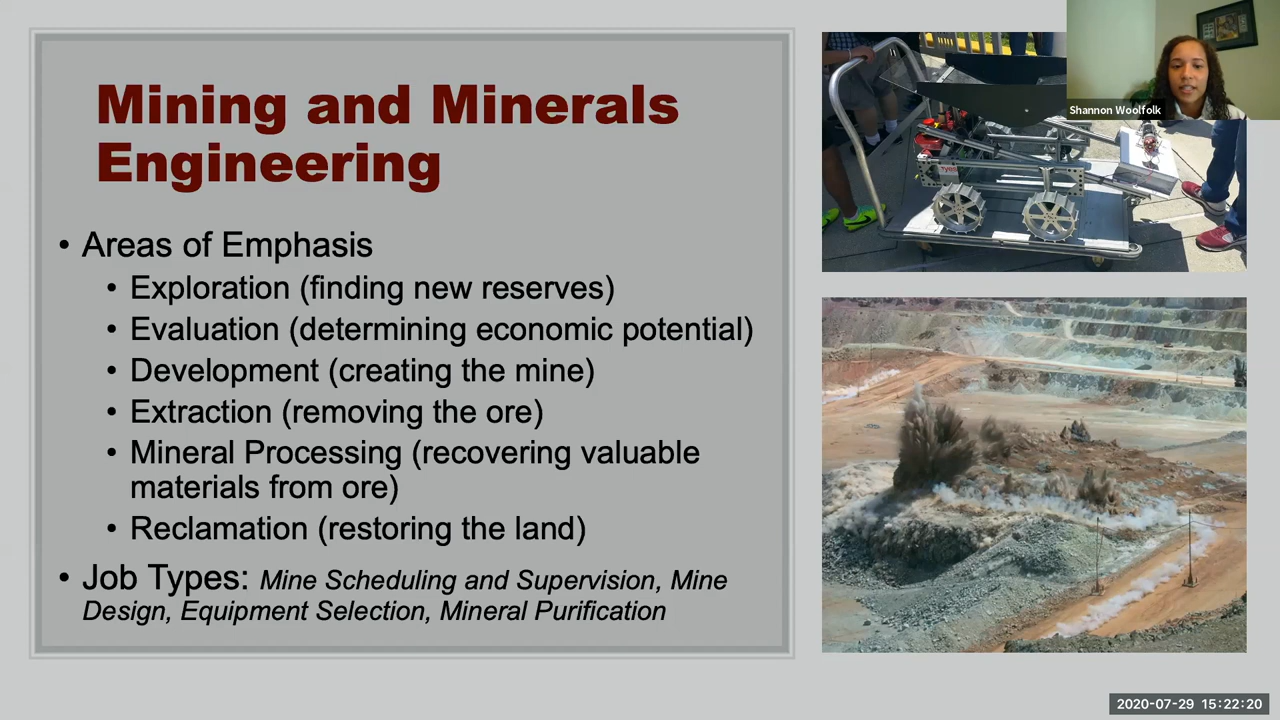 Mining and Minerals
Engineering
• Areas of Emphasis
• Exploration (finding new reserves)
• Evaluation (determining economic potential)
• Development (creating the mine)
• Extraction (removing the ore)
• Mineral Processing (recovering valuable
materials from ore)
• Reclamation (restoring the land)
• Job Types: Mine Scheduling and Supervision, Mine
Design, Equipment Selection, Mineral Purification
Shannon Woolfolk
2020-07-29 15:22:20